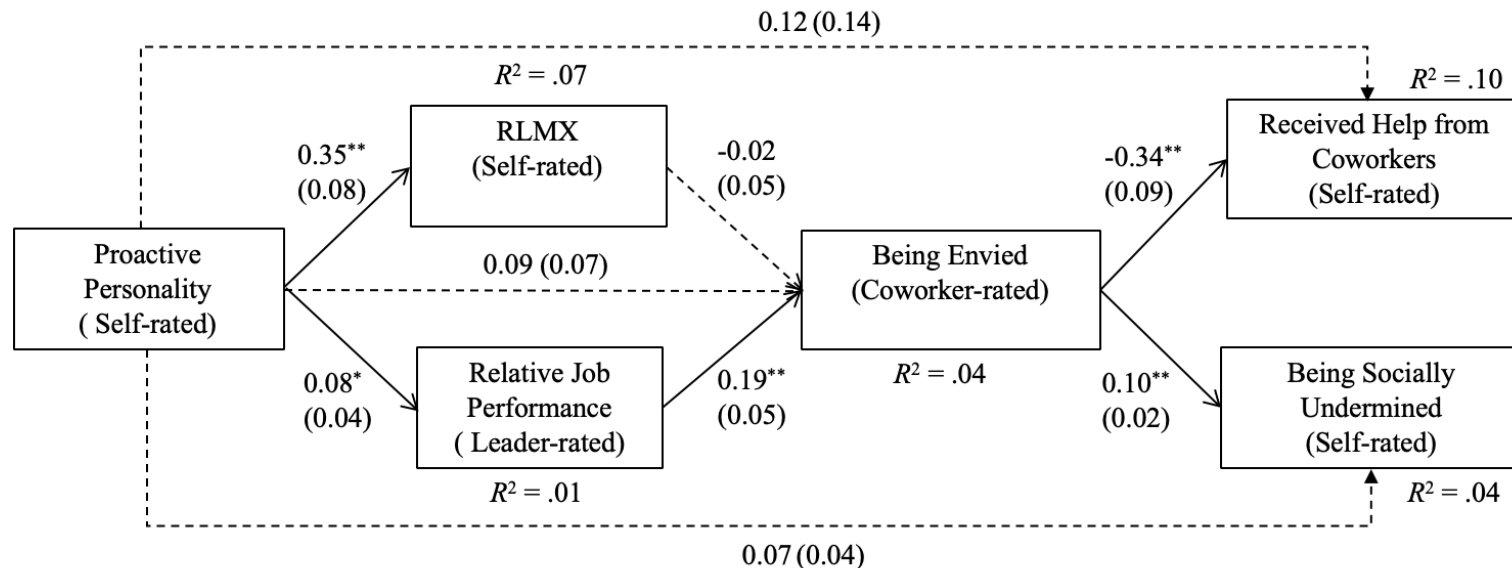 0.12 (0.14)
R² = .07
R² = .10
RLMX
(Self-rated)
Received Help from
Coworkers
(Self-rated)
0.35**
(0.08)
-0.02
(0.05)
-0.34**
(0.09)
Proactive
Personality
( Self-rated)
0.09 (0.07)
Being Envied
(Coworker-rated)
0.08*
(0.04)
Relative Job
Performance
( Leader-rated)
0.19**
(0.05)
R² = .04
0.10**
(0.02)
Being Socially
Undermined
(Self-rated)
R² = .01
R² = .04
0.07 (0.04)